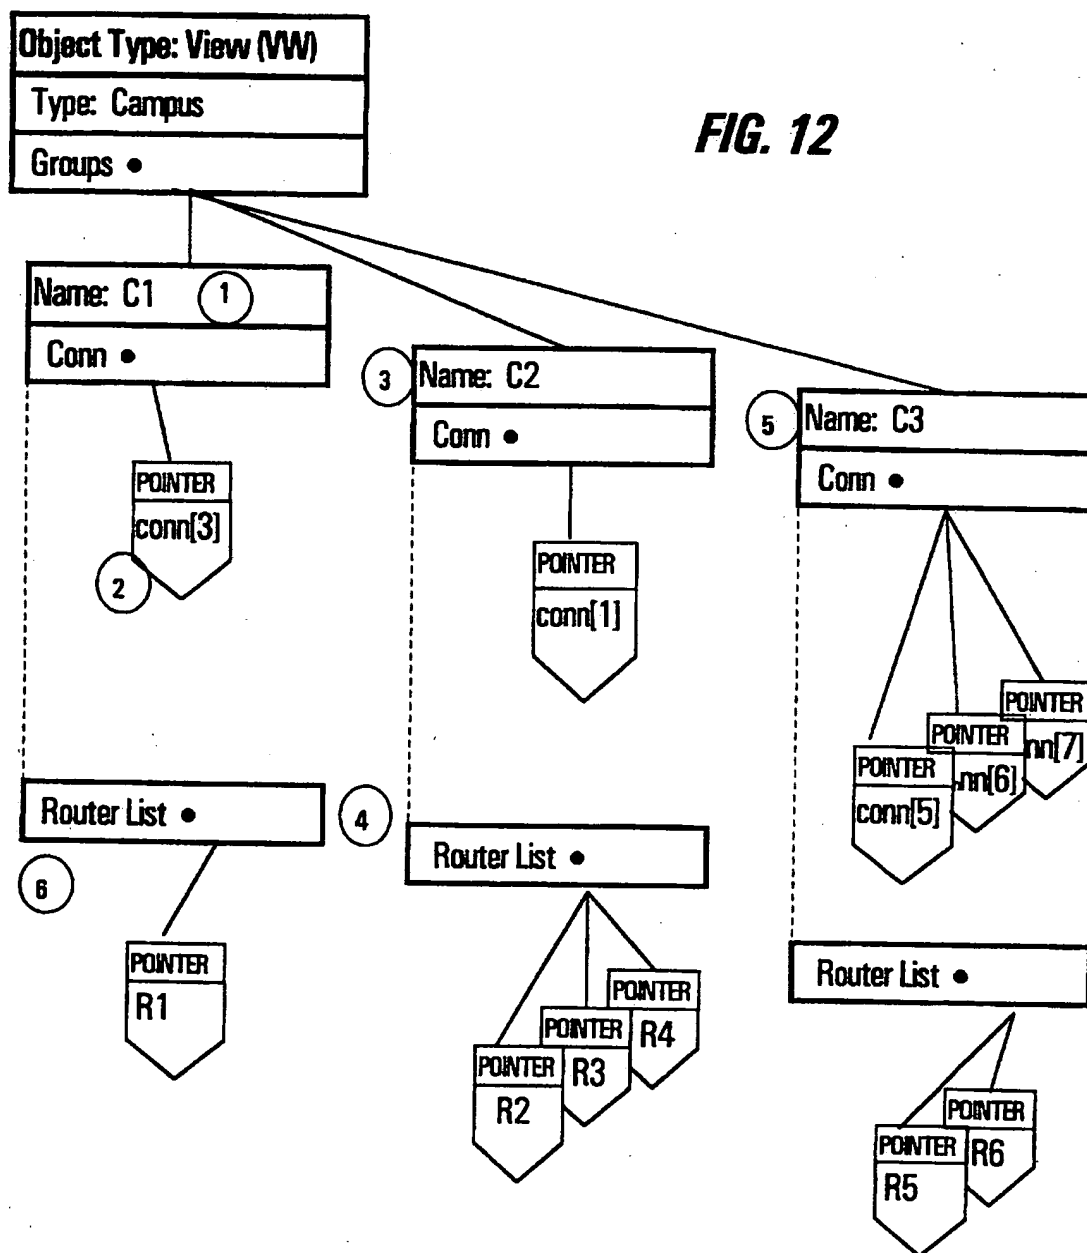 Object Type: View (VW)
Type: Campus
Groups •
FIG. 12
Name: C1
1
Conn •
3
Name: C2
Conn •
5
Name: C3
Conn •
POINTER
conn[3]
2
POINTER
conn[1]
POINTER
conn[5]
POINTER
nn[6]
POINTER
nn[7]
Router List •
6
4
Router List •
Router List •
POINTER
R1
POINTER
R2
POINTER
R3
POINTER
R4
POINTER
R5
POINTER
R6